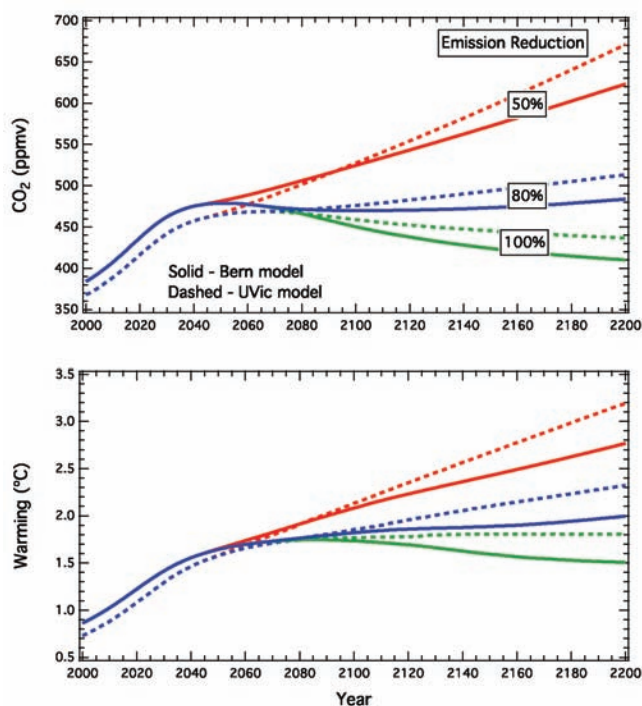 700
650
600
550
500
450
400
350
CO2 (ppmv)
Emission Reduction
50%
80%
100%
Solid - Bern model
Dashed - UVic model
2000 2020 2040 2060 2080 2100 2120 2140 2160 2180 2200
3.5
3.0
2.5
2.0
1.5
1.0
0.5
Warming (°C)
2000 2020 2040 2060 2080 2100 2120 2140 2160 2180 2200
Year